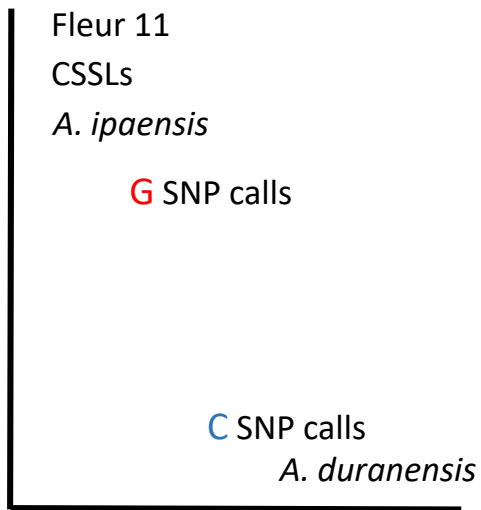 Fleur 11
CSSLs
A. ipaensis
G SNP calls
C SNP calls
A. duranensis